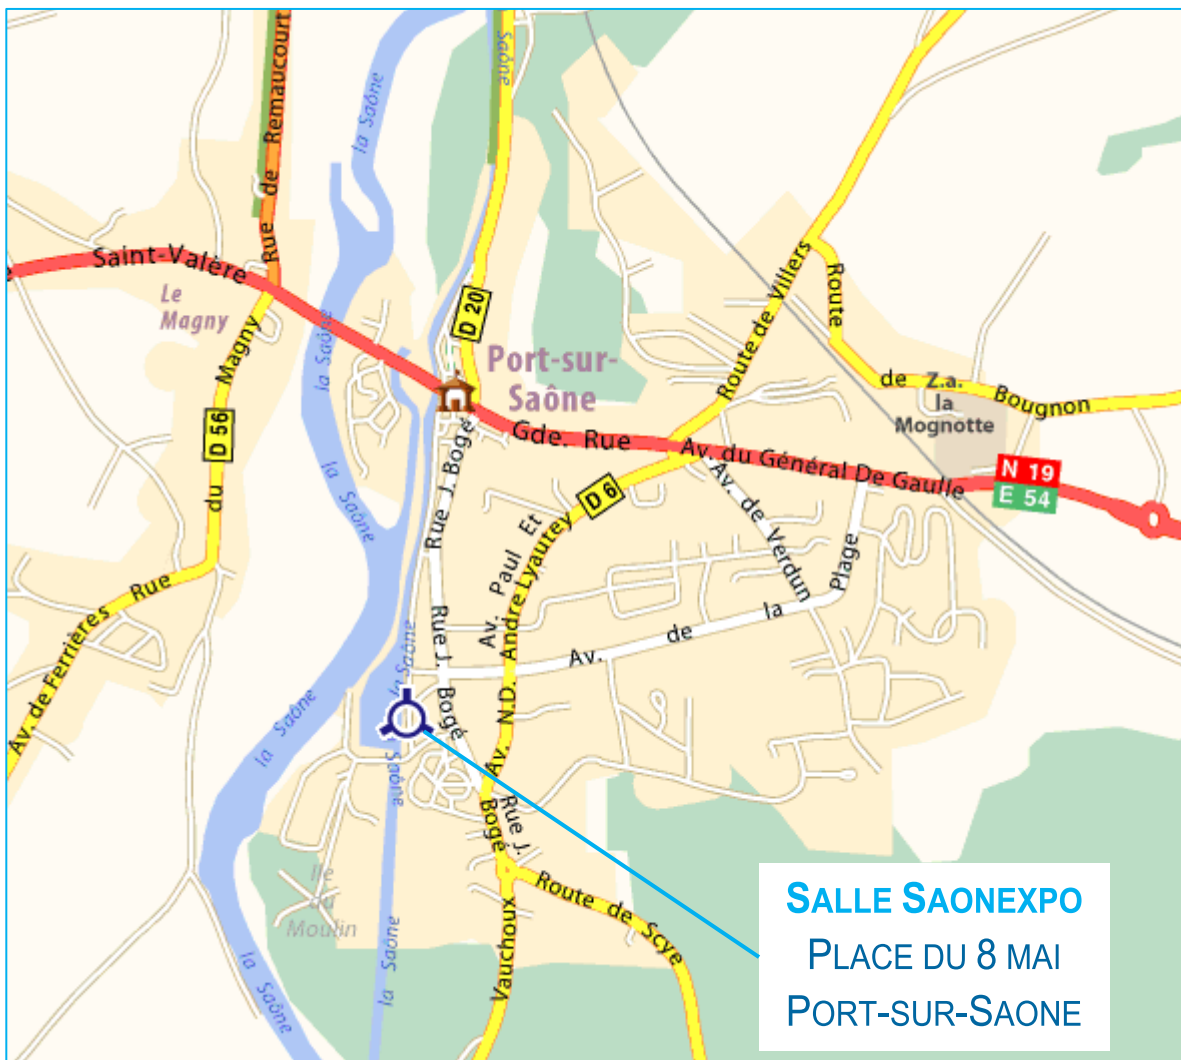 Saône
la Saône
Rue de Remaucourt
Saint-Valère
Le
Magny
la Saône
D 20
Route de Villers
Route
de
Bougnon
Z.a.
la
Mognotte
Port-sur-
Saône
Gde. Rue
Av. du Général De Gaulle
N 19
E 54
Rue du Magny
D 56
la Saône
Rue J. Bogé
D 6
Av. Paul Et
Av. N.D. Andre Lyautey
Av. de Verdun
Av. de la Plage
Av. de Ferrières
Rue J. Bogé
la Saône
la Saône
la Saône
Rue J.
Bogé
Ile
du
Moulin
la Saône
la Saône
Vauchoux
Route de Scye
SALLE SAONEXPO
PLACE DU 8 MAI
PORT-SUR-SAONE